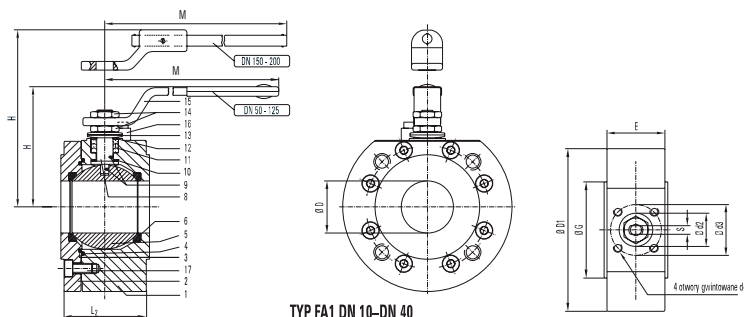 M
DN 150 - 200
M
DN 50 - 125
H
H
15
14
16
13
12
11
10
9
8
6
5
4
3
17
2
1
L2
Ø D
E
Ø D1
Ø G
S
Ø d2
Ø d3
4 otwory gwintowane d
TYP FA1 DN 10–DN 40